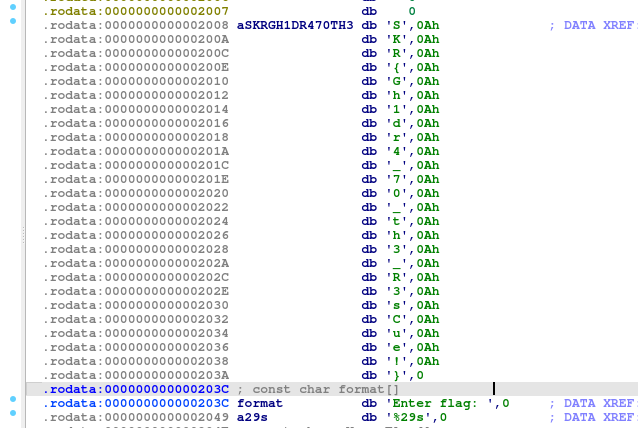 .rodata:0000000000002007 db 0
.rodata:0000000000002008 aSKRGH1DR470TH3 db 'S',0Ah ; DATA XREF
.rodata:000000000000200A db 'K',0Ah
.rodata:000000000000200C db 'R',0Ah
.rodata:000000000000200E db '{',0Ah
.rodata:0000000000002010 db 'G',0Ah
.rodata:0000000000002012 db 'h',0Ah
.rodata:0000000000002014 db '1',0Ah
.rodata:0000000000002016 db 'd',0Ah
.rodata:0000000000002018 db 'r',0Ah
.rodata:000000000000201A db '4',0Ah
.rodata:000000000000201C db '_',0Ah
.rodata:000000000000201E db '7',0Ah
.rodata:0000000000002020 db '0',0Ah
.rodata:0000000000002022 db '_',0Ah
.rodata:0000000000002024 db 't',0Ah
.rodata:0000000000002026 db 'h',0Ah
.rodata:0000000000002028 db '3',0Ah
.rodata:000000000000202A db '_',0Ah
.rodata:000000000000202C db 'R',0Ah
.rodata:000000000000202E db '3',0Ah
.rodata:0000000000002030 db 's',0Ah
.rodata:0000000000002032 db 'C',0Ah
.rodata:0000000000002034 db 'u',0Ah
.rodata:0000000000002036 db 'e',0Ah
.rodata:0000000000002038 db '!',0Ah
.rodata:000000000000203A db '}',0
.rodata:000000000000203C ; const char format[]
.rodata:000000000000203C format db 'Enter flag: ',0 ; DATA XREF
.rodata:0000000000002049 a29s db '%29s',0 ; DATA XREF